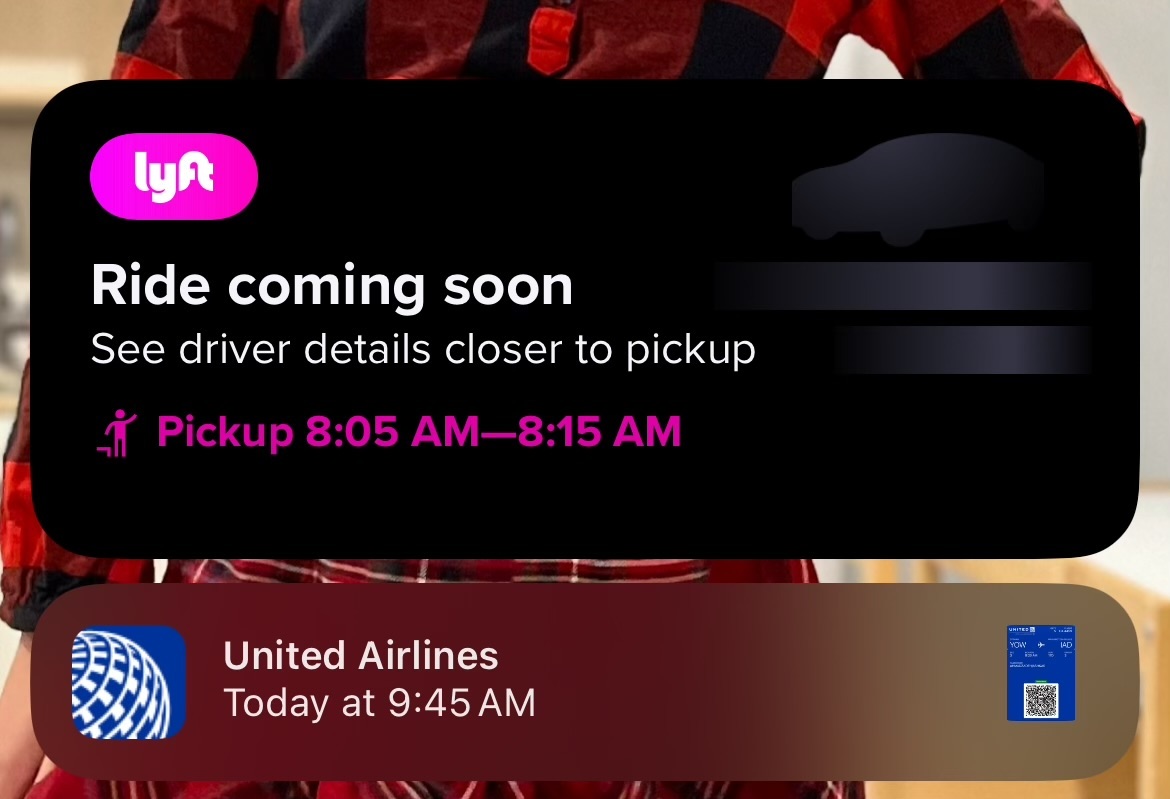 lyft
Ride coming soon
See driver details closer to pickup
Pickup 8:05 AM—8:15 AM
United Airlines
Today at 9:45 AM
UNITED
YOW IAD